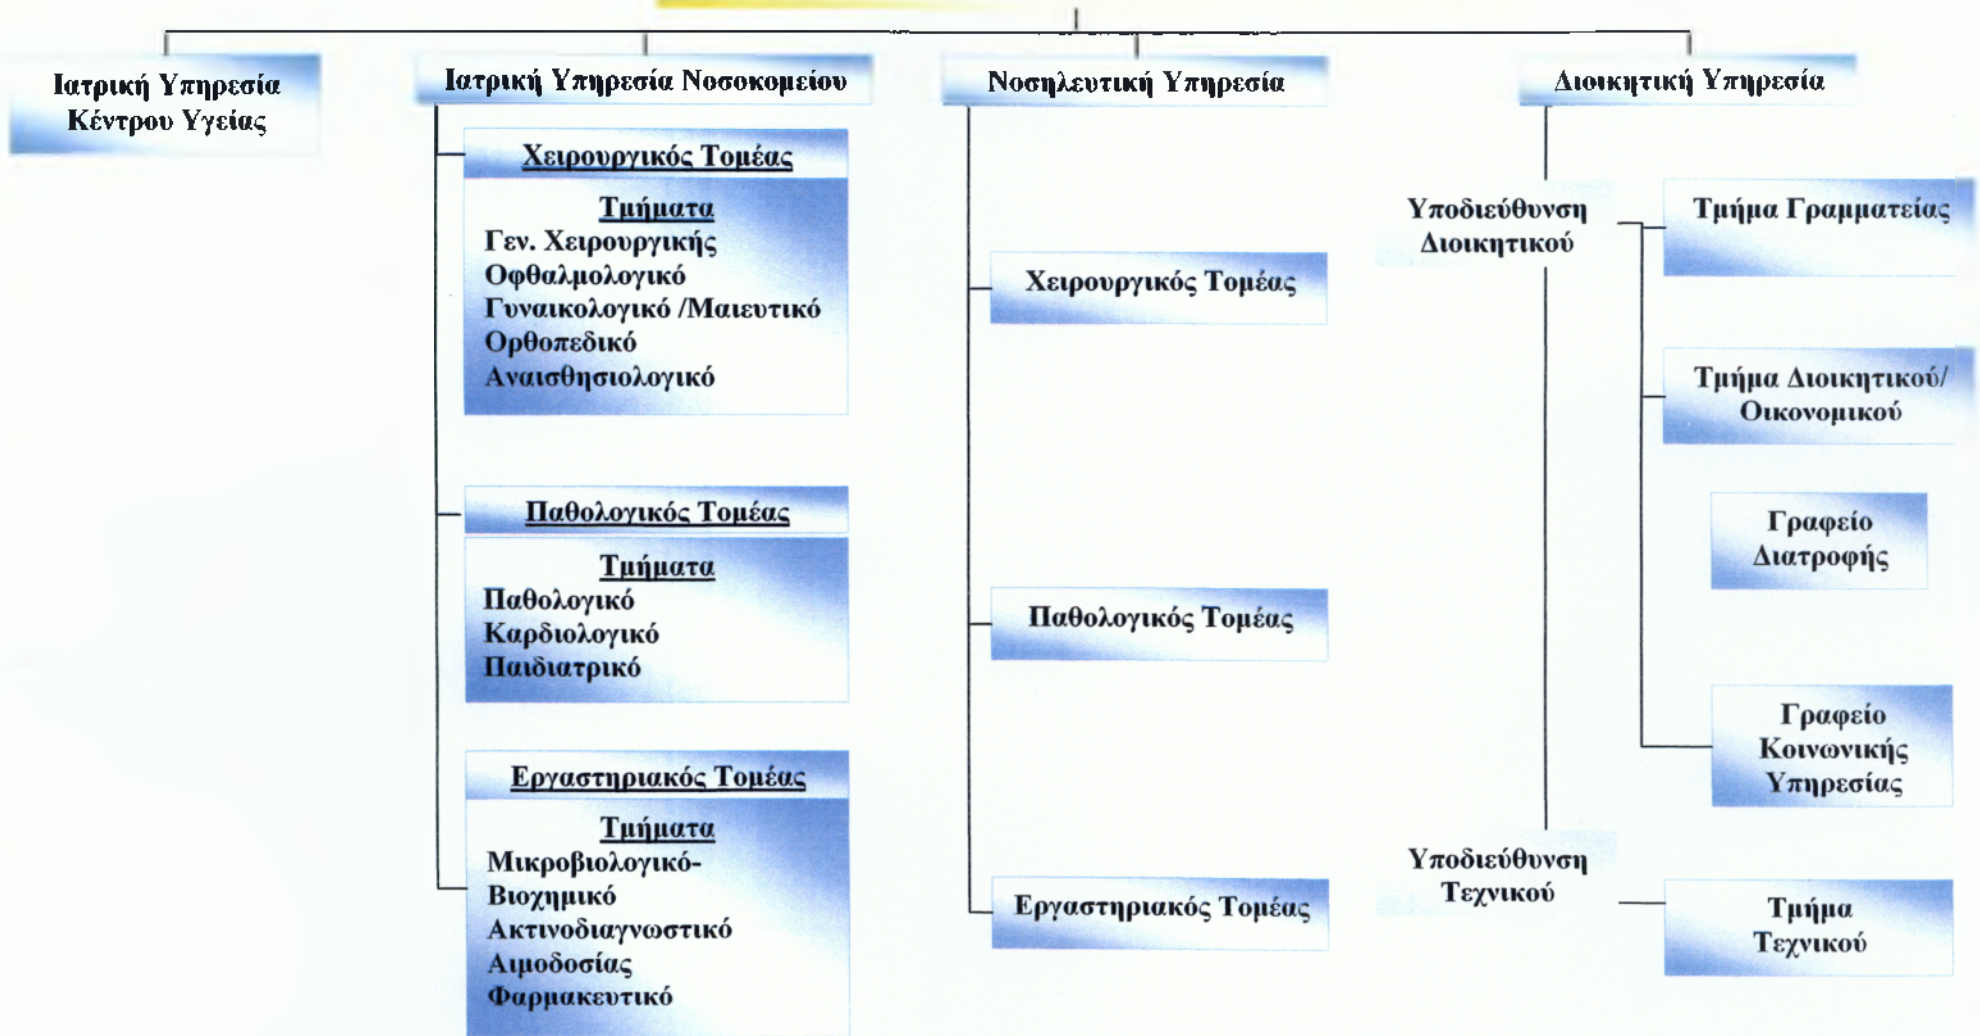 Ιατρική Υπηρεσία
Κέντρου Υγείας
Ιατρική Υπηρεσία Νοσοκομείου
Χειρουργικός Τομέας
Τμήματα
Γεν. Χειρουργικής
Οφθαλμολογικό
Γυναικολογικό /Μαιευτικό
Ορθοπεδικό
Αναισθησιολογικό
Παθολογικός Τομέας
Τμήματα
Παθολογικό
Καρδιολογικό
Παιδιατρικό
Εργαστηριακός Τομέας
Τμήματα
Μικροβιολογικό-
Βιοχημικό
Ακτινοδιαγνωστικό
Αιμοδοσίας
Φαρμακευτικό
Νοσηλευτική Υπηρεσία
Χειρουργικός Τομέας
Παθολογικός Τομέας
Εργαστηριακός Τομέας
Διοικητική Υπηρεσία
Υποδιεύθυνση
Διοικητικού
Τμήμα Γραμματείας
Τμήμα Διοικητικού/
Οικονομικού
Γραφείο
Διατροφής
Γραφείο
Κοινωνικής
Υπηρεσίας
Υποδιεύθυνση
Τεχνικού
Τμήμα
Τεχνικού